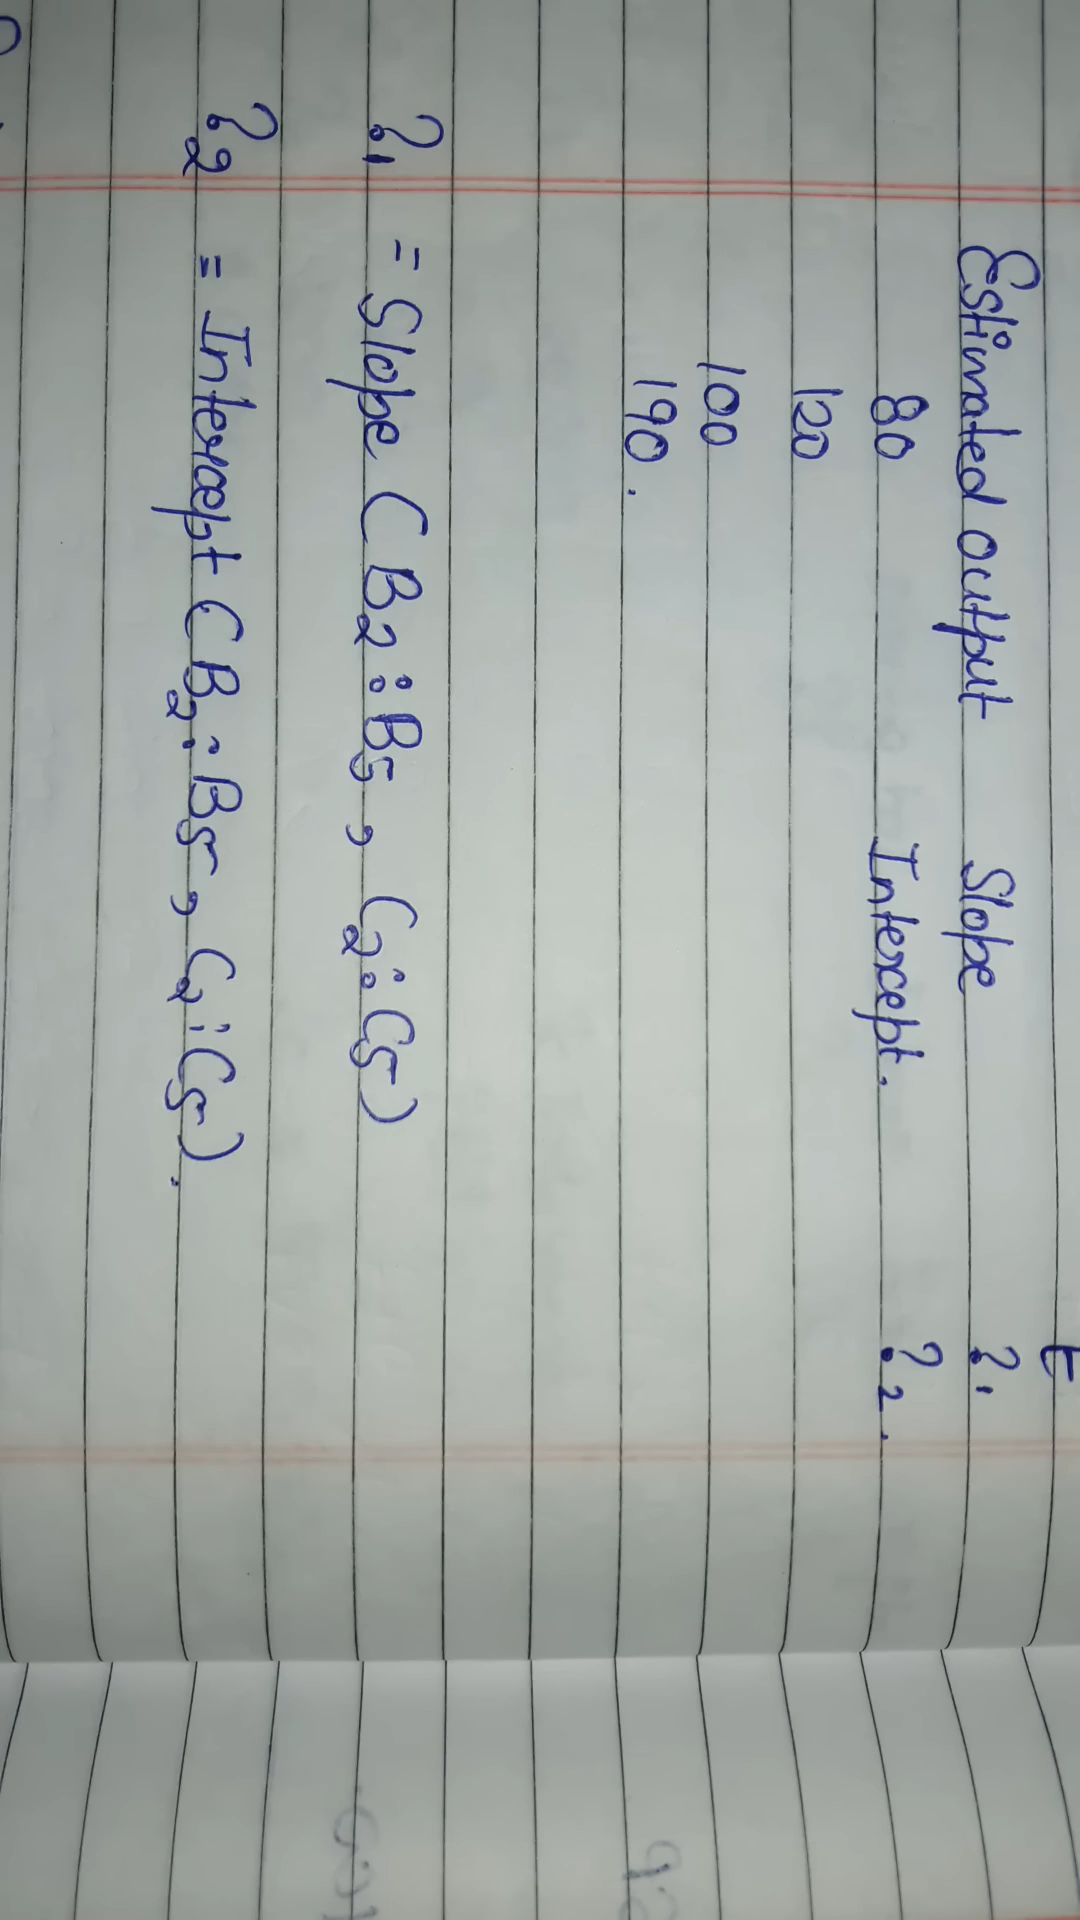 Estimated output Slope ?1
80 Intercept. ?2.
120
100
190.
?1 = Slope (B2:B5, C2:C5)
?2 = Intercept (B2:B5, C2:C5).